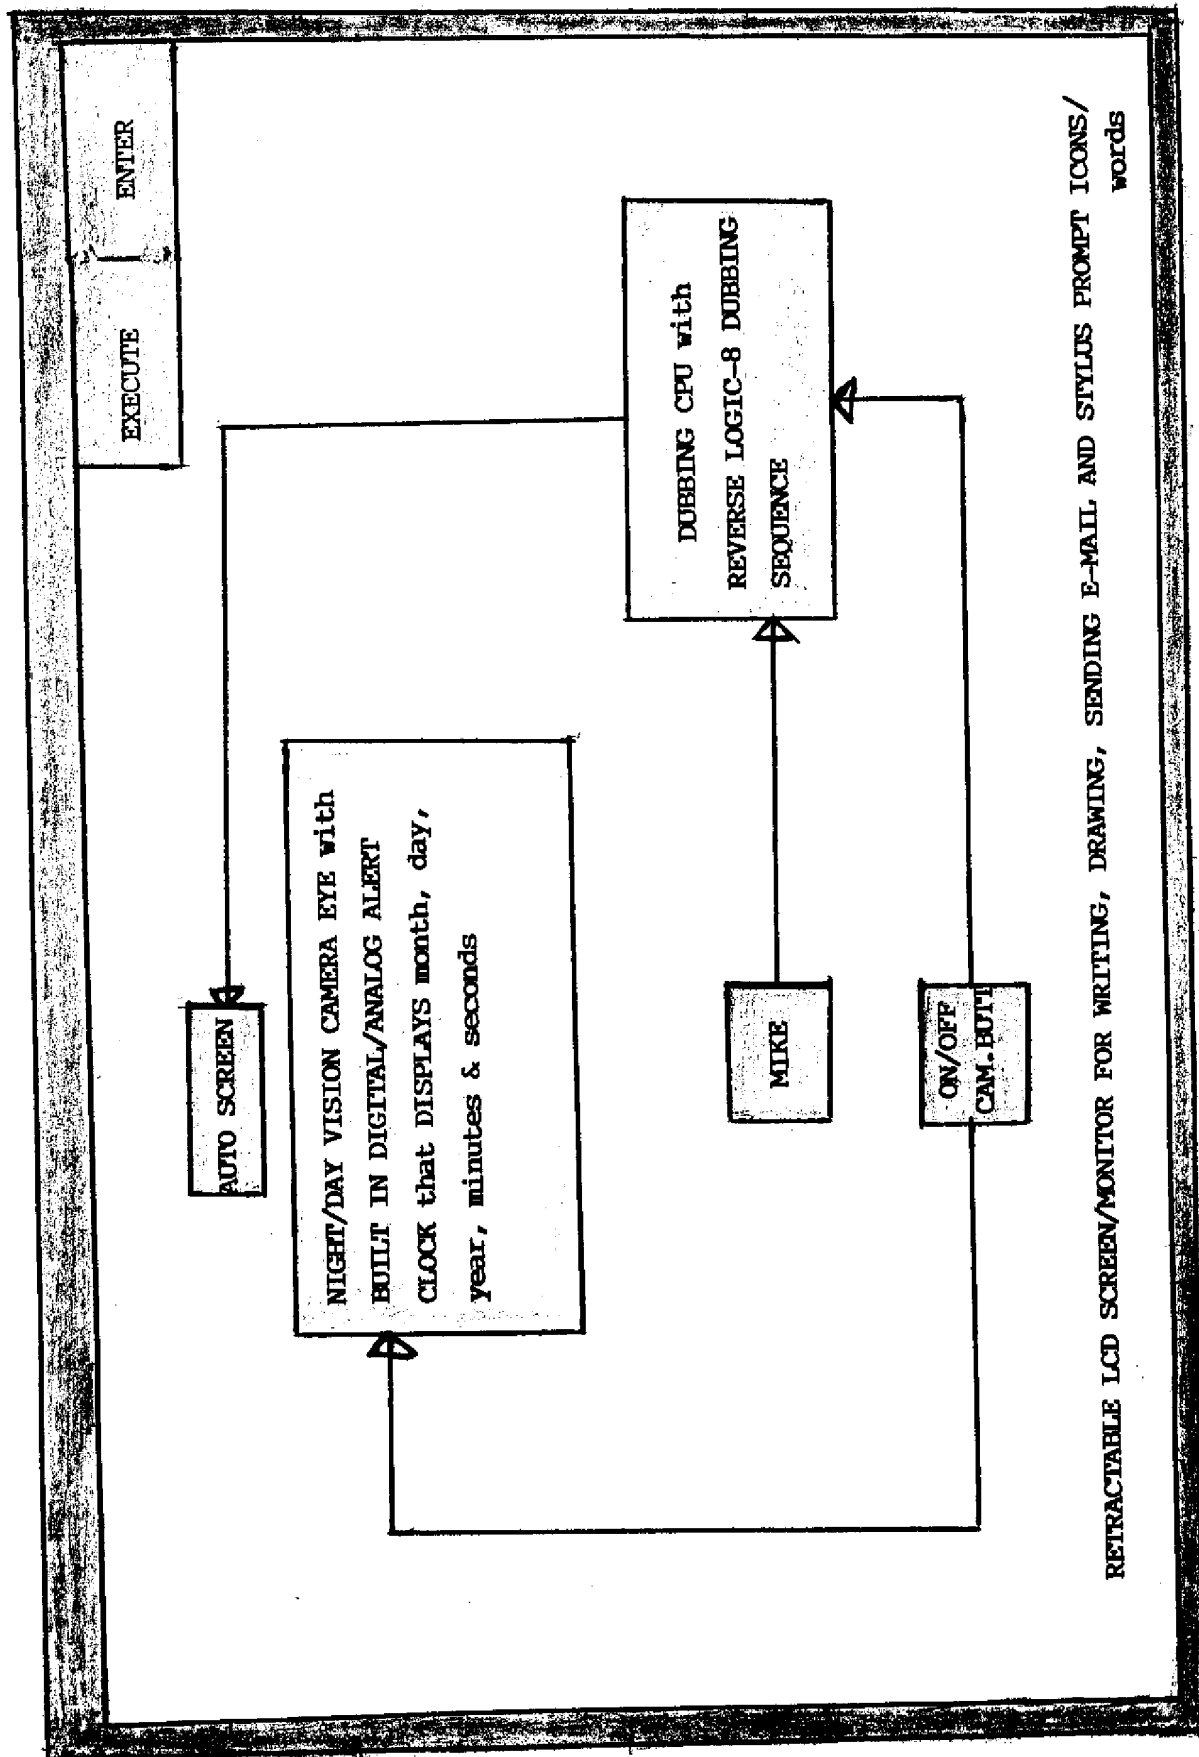 EXECUTE
ENTER
AUTO SCREEN
NIGHT/DAY VISION CAMERA EYE with
BUILT IN DIGITAL/ANALOG ALERT
CLOCK that DISPLAYS month, day,
year, minutes & seconds
DUBBING CPU with
REVERSE LOGIC-8 DUBBING
SEQUENCE
MIKE
ON/OFF
CAM.BUTT
RETRACTABLE LCD SCREEN/MONITOR FOR WRITING, DRAWING, SENDING E-MAIL AND STYLUS PROMPT ICONS/
words